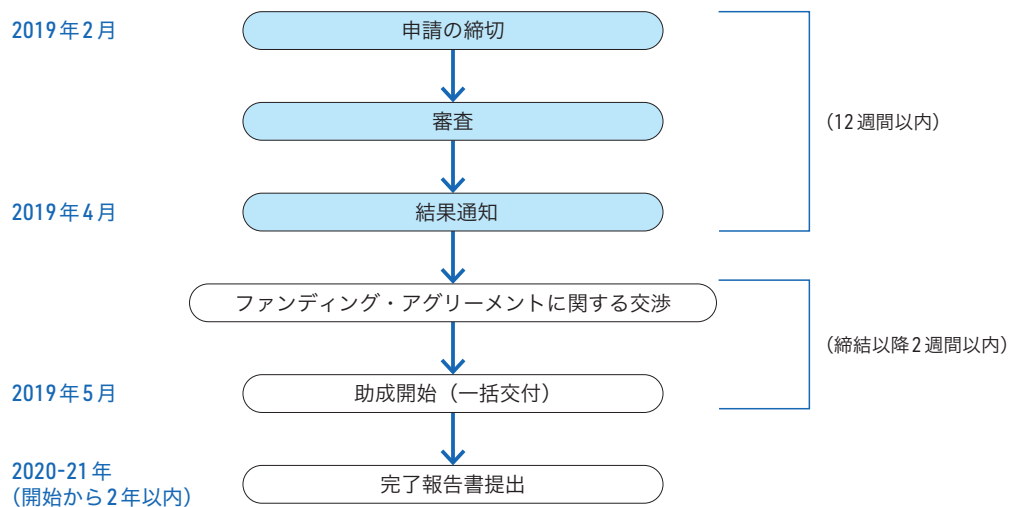 2019年2月
申請の締切
審査
(12週間以内)
2019年4月
結果通知
ファンディング・アグリーメントに関する交渉
(締結以降2週間以内)
2019年5月
助成開始（一括交付）
2020-21年
(開始から2年以内)
完了報告書提出